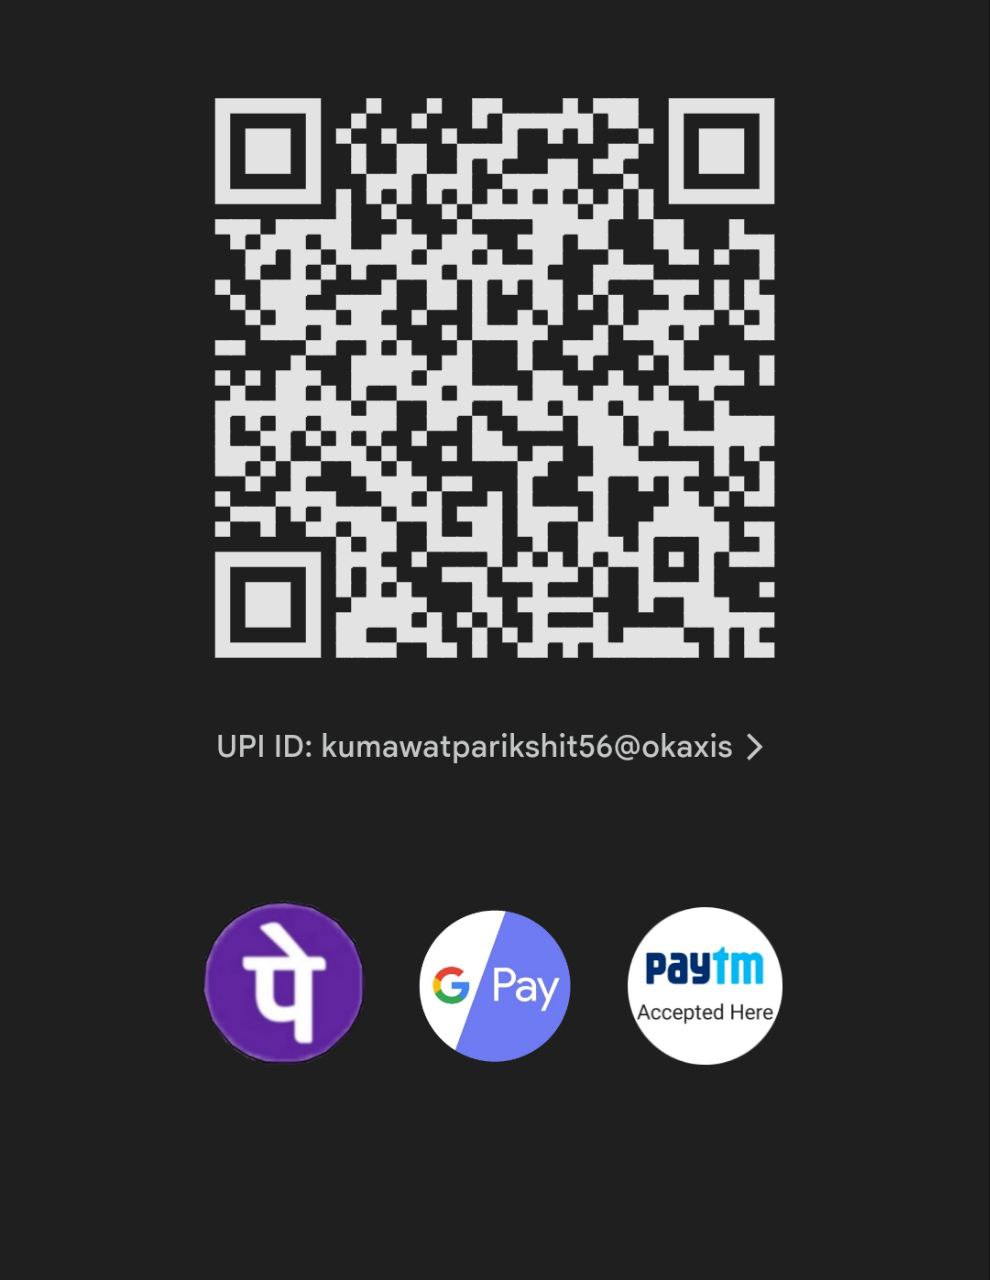 UPI ID: kumawatparikshit56@okaxis
पे
G Pay
paytm
Accepted Here